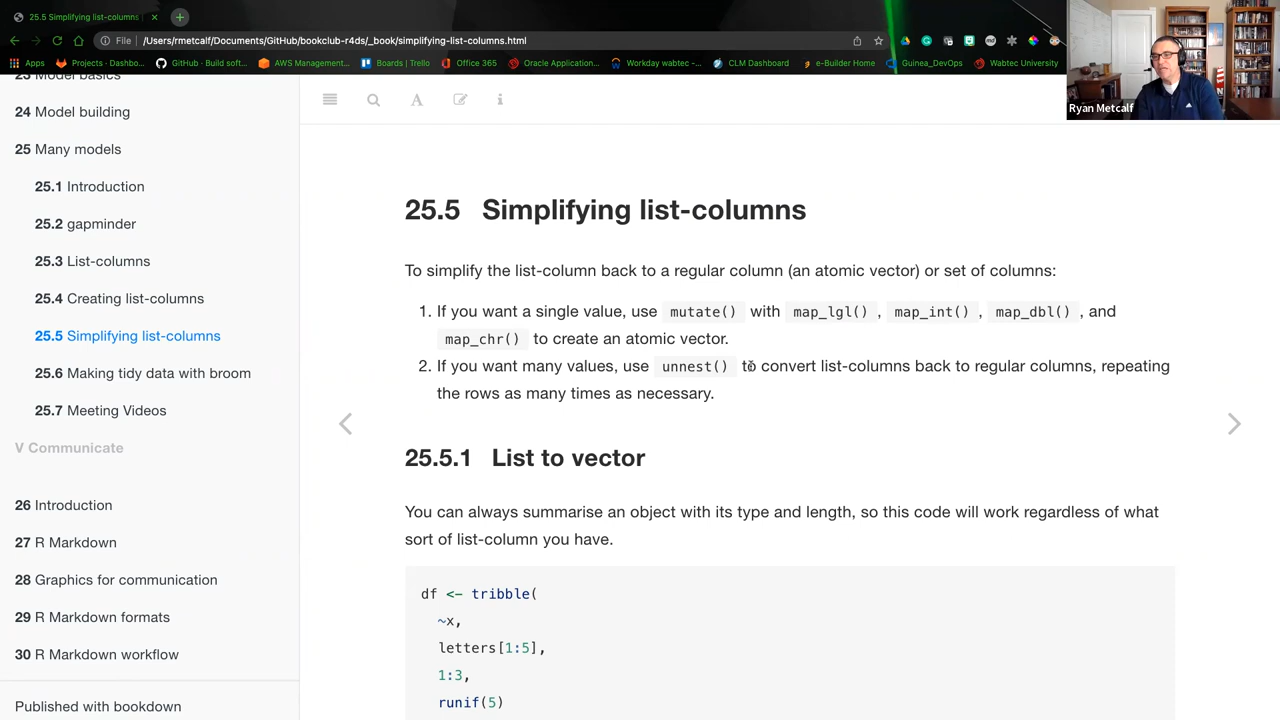 25.5 Simplifying list-columns
File
/Users/rmetcalf/Documents/GitHub/bookclub-r4ds/_book/simplifying-list-columns.html
Apps
Projects · Dashbo...
GitHub · Build soft...
AWS Management...
Boards | Trello
Office 365
Oracle Application...
Workday wabtec -...
CLM Dashboard
e-Builder Home
Guinea_DevOps
Wabtec University
Ryan Metcalf
23 Model basics
24 Model building
25 Many models
25.1 Introduction
25.2 gapminder
25.3 List-columns
25.4 Creating list-columns
25.5 Simplifying list-columns
25.6 Making tidy data with broom
25.7 Meeting Videos
V Communicate
26 Introduction
27 R Markdown
28 Graphics for communication
29 R Markdown formats
30 R Markdown workflow
Published with bookdown
25.5 Simplifying list-columns
To simplify the list-column back to a regular column (an atomic vector) or set of columns:
1. If you want a single value, use mutate() with map_lgl() , map_int() , map_dbl() , and
map_chr() to create an atomic vector.
2. If you want many values, use unnest() to convert list-columns back to regular columns, repeating
the rows as many times as necessary.
25.5.1 List to vector
You can always summarise an object with its type and length, so this code will work regardless of what
sort of list-column you have.
df <- tribble(
~x,
letters[1:5],
1:3,
runif(5)